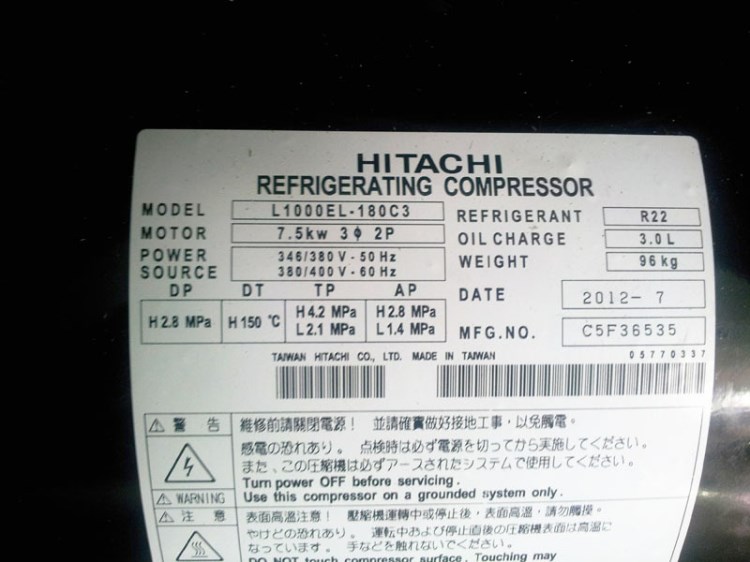 HITACHI
REFRIGERATING COMPRESSOR
MODEL L1000EL-180C3
MOTOR 7.5kw 3ϕ 2P
POWER SOURCE 346/380 V - 50 Hz
380/400 V - 60 Hz
REFRIGERANT R22
OIL CHARGE 3.0 L
WEIGHT 96 kg
DP DT TP AP
H 2.8 MPa H 150 °C H 4.2 MPa H 2.8 MPa
L 2.1 MPa L 1.4 MPa
DATE 2012- 7
MFG.NO. C5F36535
TAIWAN HITACHI CO., LTD. MADE IN TAIWAN
05770337
警告
WARNING
維修前請關閉電源! 並請確實做好接地工事,以免觸電。
感電の恐れあり。 点検時は必ず電源を切ってから実施してください。
また、この圧縮機は必ずアースされたシステムで使用してください。
Turn power OFF before servicing.
Use this compressor on a grounded system only.
注意
表面高溫注意! 壓縮機運轉中或停止後,表面高溫,請勿觸摸。
やけどの恐れあり。 運転中および停止直後の圧縮機表面は高温に
なっています。 手などを触れないでください。
DO NOT touch compressor surface. Touching may